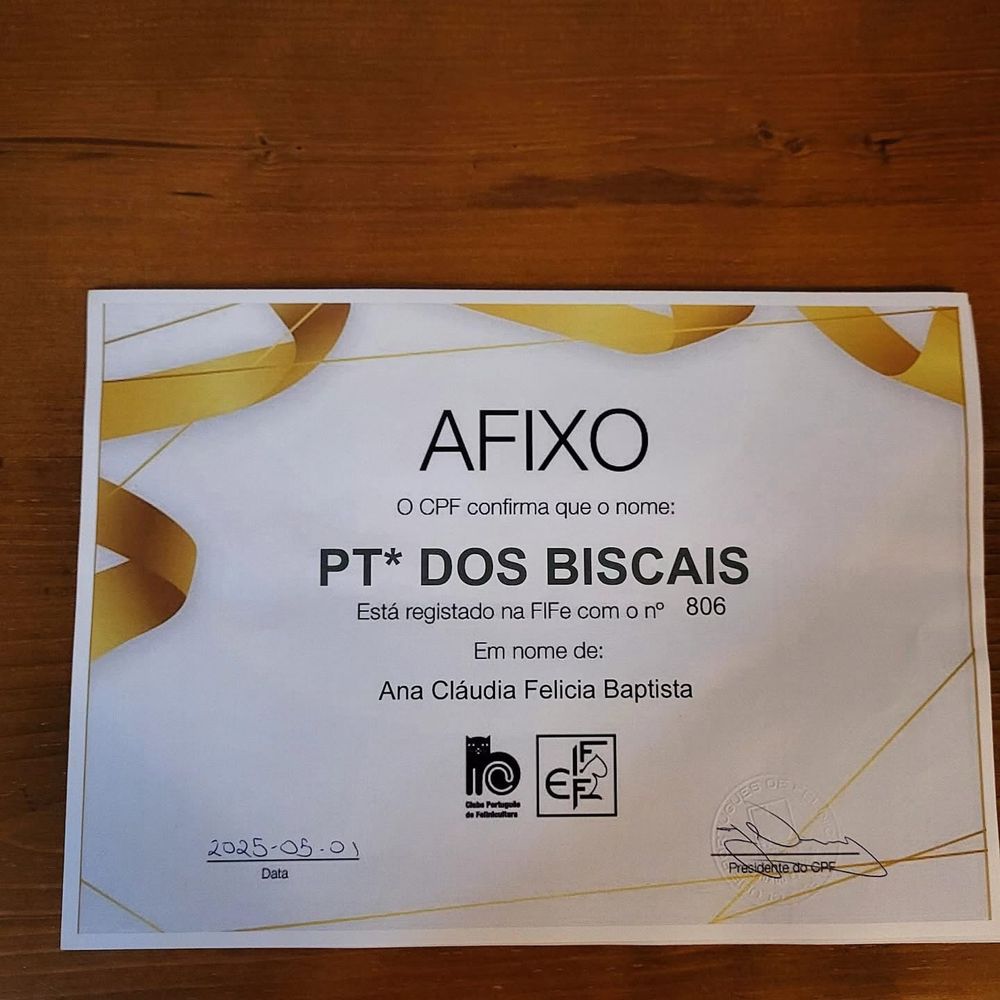 AFIXO
O CPF confirma que o nome:
PT* DOS BISCAIS
Está registado na FIFe com o nº 806
Em nome de:
Ana Cláudia Felicia Baptista
Clube Português
de Felinicultura
FIFe
2025-05-01
Data
Presidente do CPF